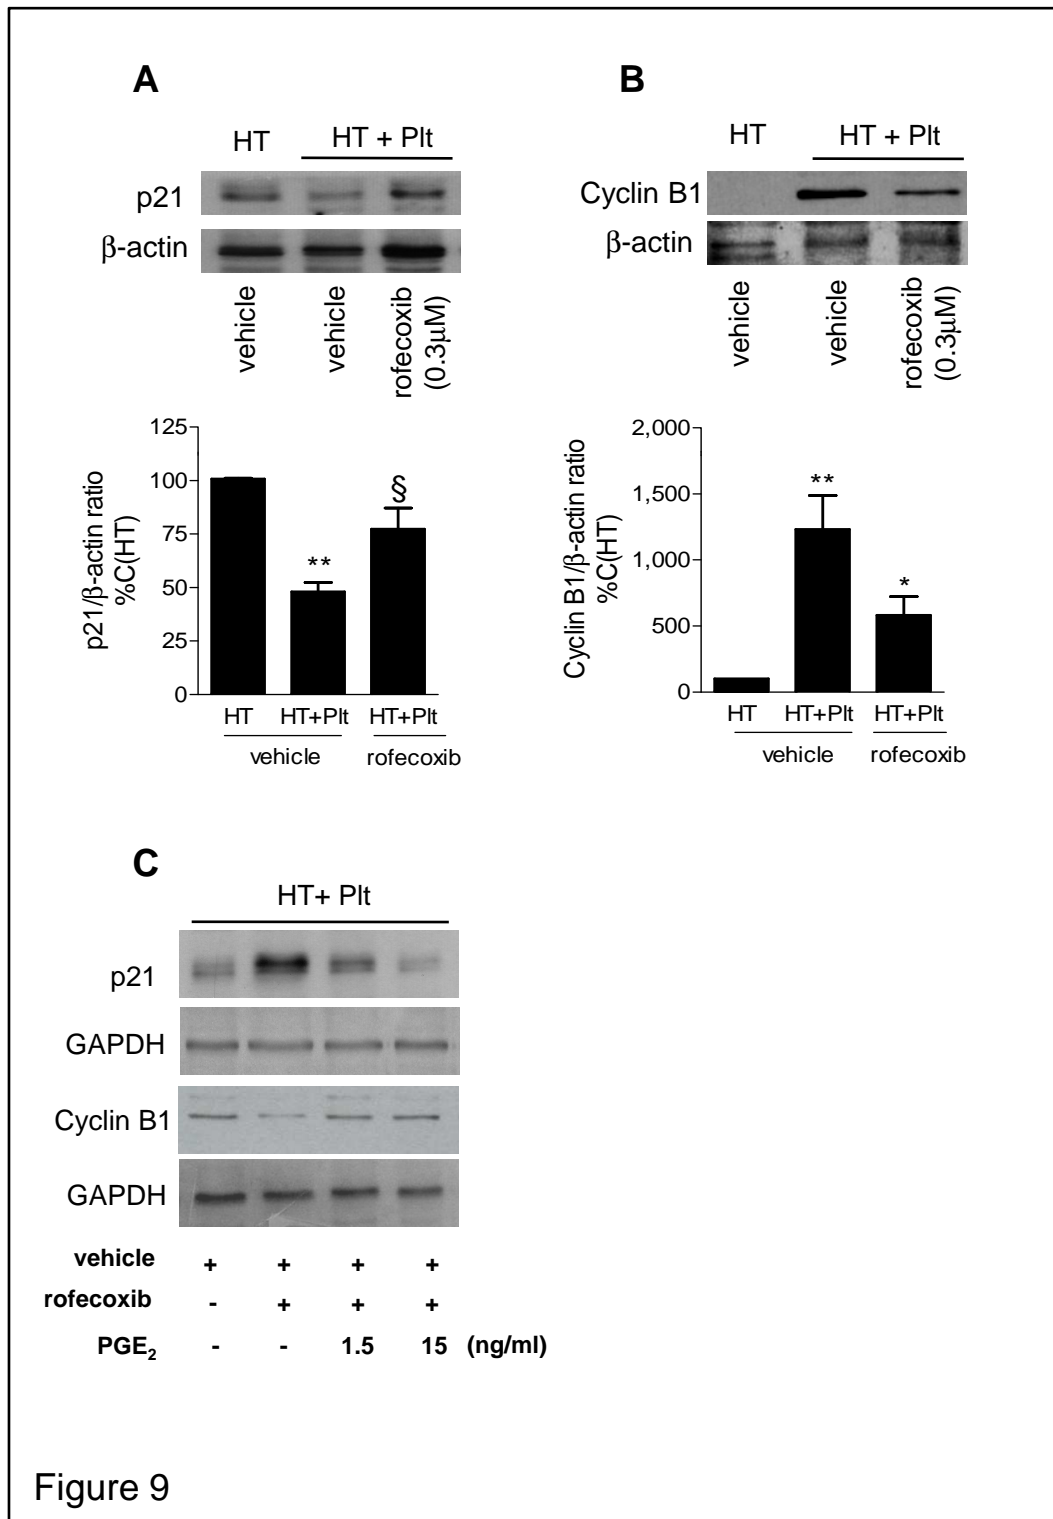 A
HT
HT + Plt
p21
β-actin
vehicle
vehicle
rofecoxib
(0.3μM)
p21/β-actin ratio
%C(HT)
125
100
75
50
25
0
**
§
HT
HT+Plt
HT+Plt
vehicle
rofecoxib
B
HT
HT + Plt
Cyclin B1
β-actin
vehicle
vehicle
rofecoxib
(0.3μM)
Cyclin B1/β-actin ratio
%C(HT)
2,000
1,500
1,000
500
0
**
*
HT
HT+Plt
HT+Plt
vehicle
rofecoxib
C
HT+ Plt
p21
GAPDH
Cyclin B1
GAPDH
vehicle + + + +
rofecoxib - + + +
PGE2 - - 1.5 15 (ng/ml)
Figure 9